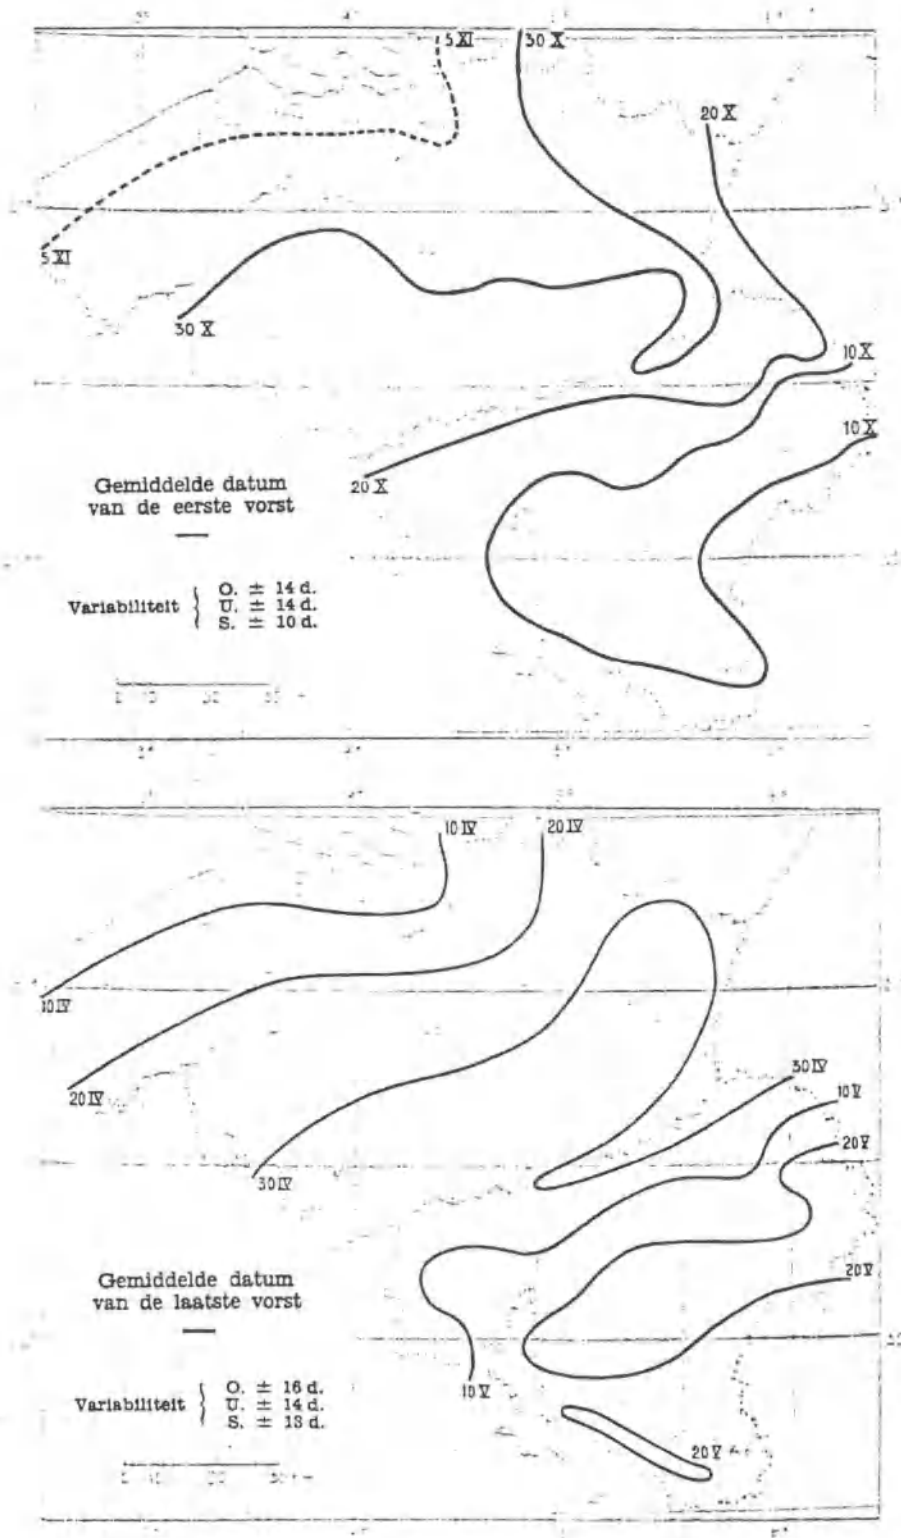 5 XI
30 X
20 X
5 XI
30 X
10 X
10 X
20 X
Gemiddelde datum
van de eerste vorst
Variabiliteit { O. ± 14 d.
U. ± 14 d.
S. ± 10 d.
10 IV
20 IV
10 IV
20 IV
30 IV
30 IV
10 V
20 V
20 V
10 V
20 V
Gemiddelde datum
van de laatste vorst
Variabiliteit { O. ± 16 d.
U. ± 14 d.
S. ± 13 d.